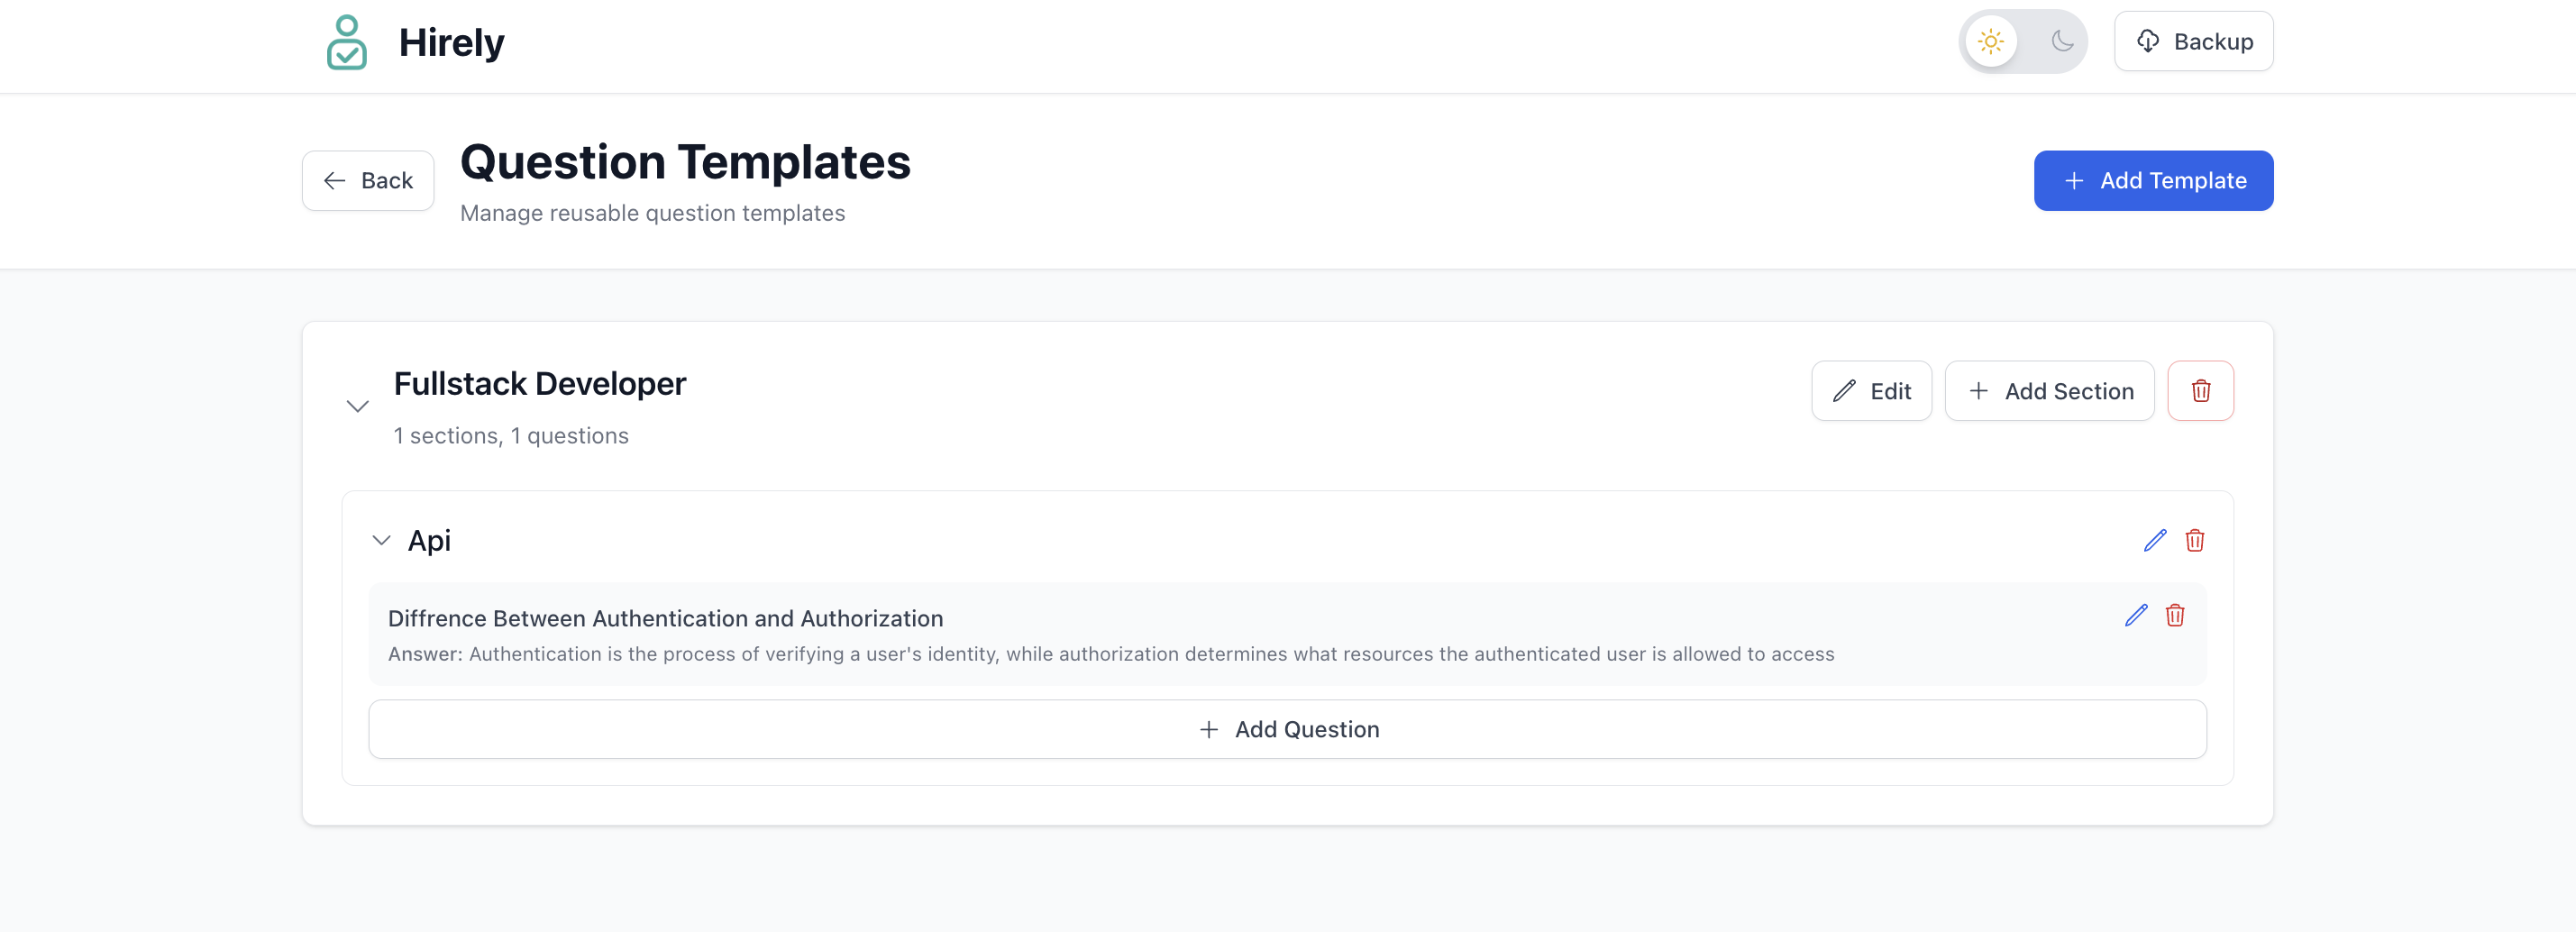 Hirely
Backup
Back
Question Templates
Manage reusable question templates
Add Template
Fullstack Developer
1 sections, 1 questions
Edit
Add Section
Api
Diffrence Between Authentication and Authorization
Answer: Authentication is the process of verifying a user's identity, while authorization determines what resources the authenticated user is allowed to access
Add Question